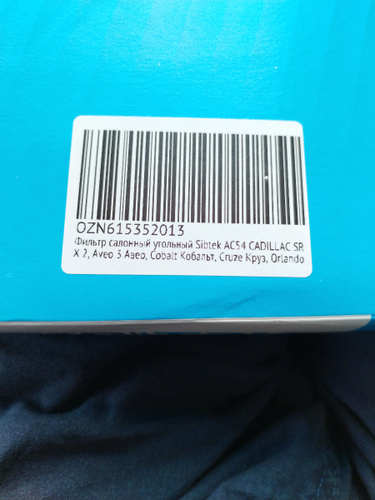 OZN615352013
Фильтр салонный угольный Sibtek AC54 CADILLAC SR
X 2, Aveo 3 Авео, Cobalt Кобальт, Cruze Круз, Orlando